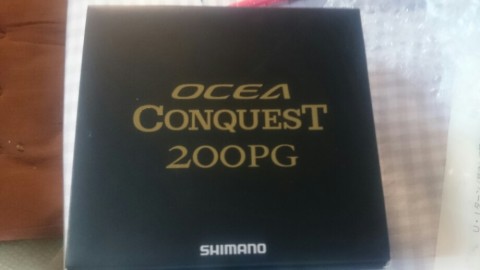 OCEA
CONQUEST
200PG
SHIMANO